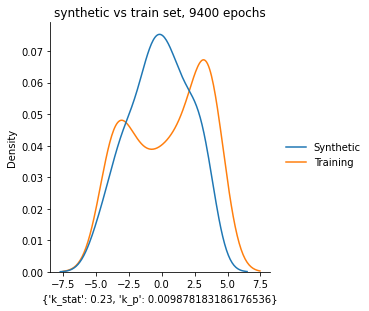 synthetic vs train set, 9400 epochs
0.07
0.06
0.05
0.04
0.03
0.02
0.01
0.00
Density
−7.5 −5.0 −2.5 0.0 2.5 5.0 7.5
{'k_stat': 0.23, 'k_p': 0.009878183186176536}
Synthetic
Training